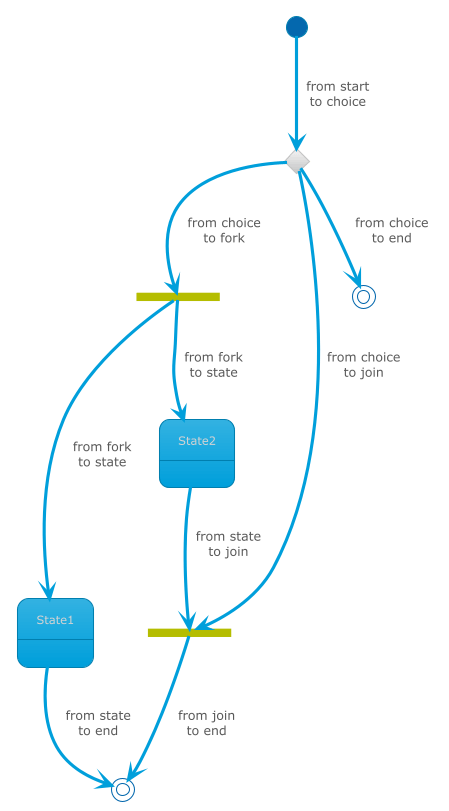 from start
to choice
from choice
to fork
from choice
to end
from fork
to state
from choice
to join
State2
from fork
to state
from state
to join
State1
from state
to end
from join
to end